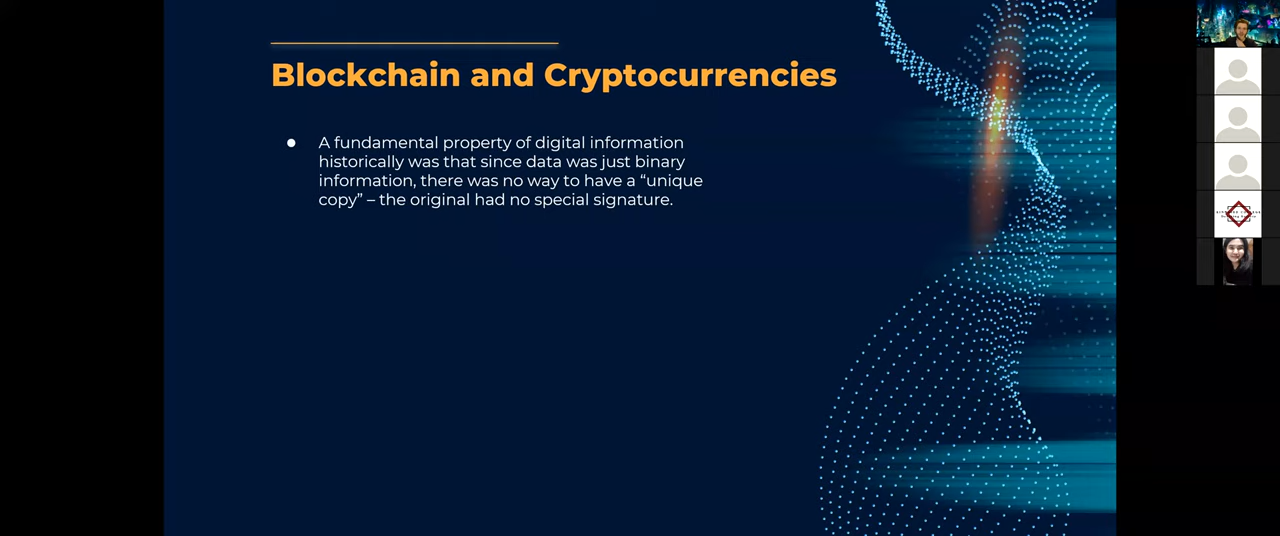 Blockchain and Cryptocurrencies
● A fundamental property of digital information
historically was that since data was just binary
information, there was no way to have a “unique
copy” – the original had no special signature.